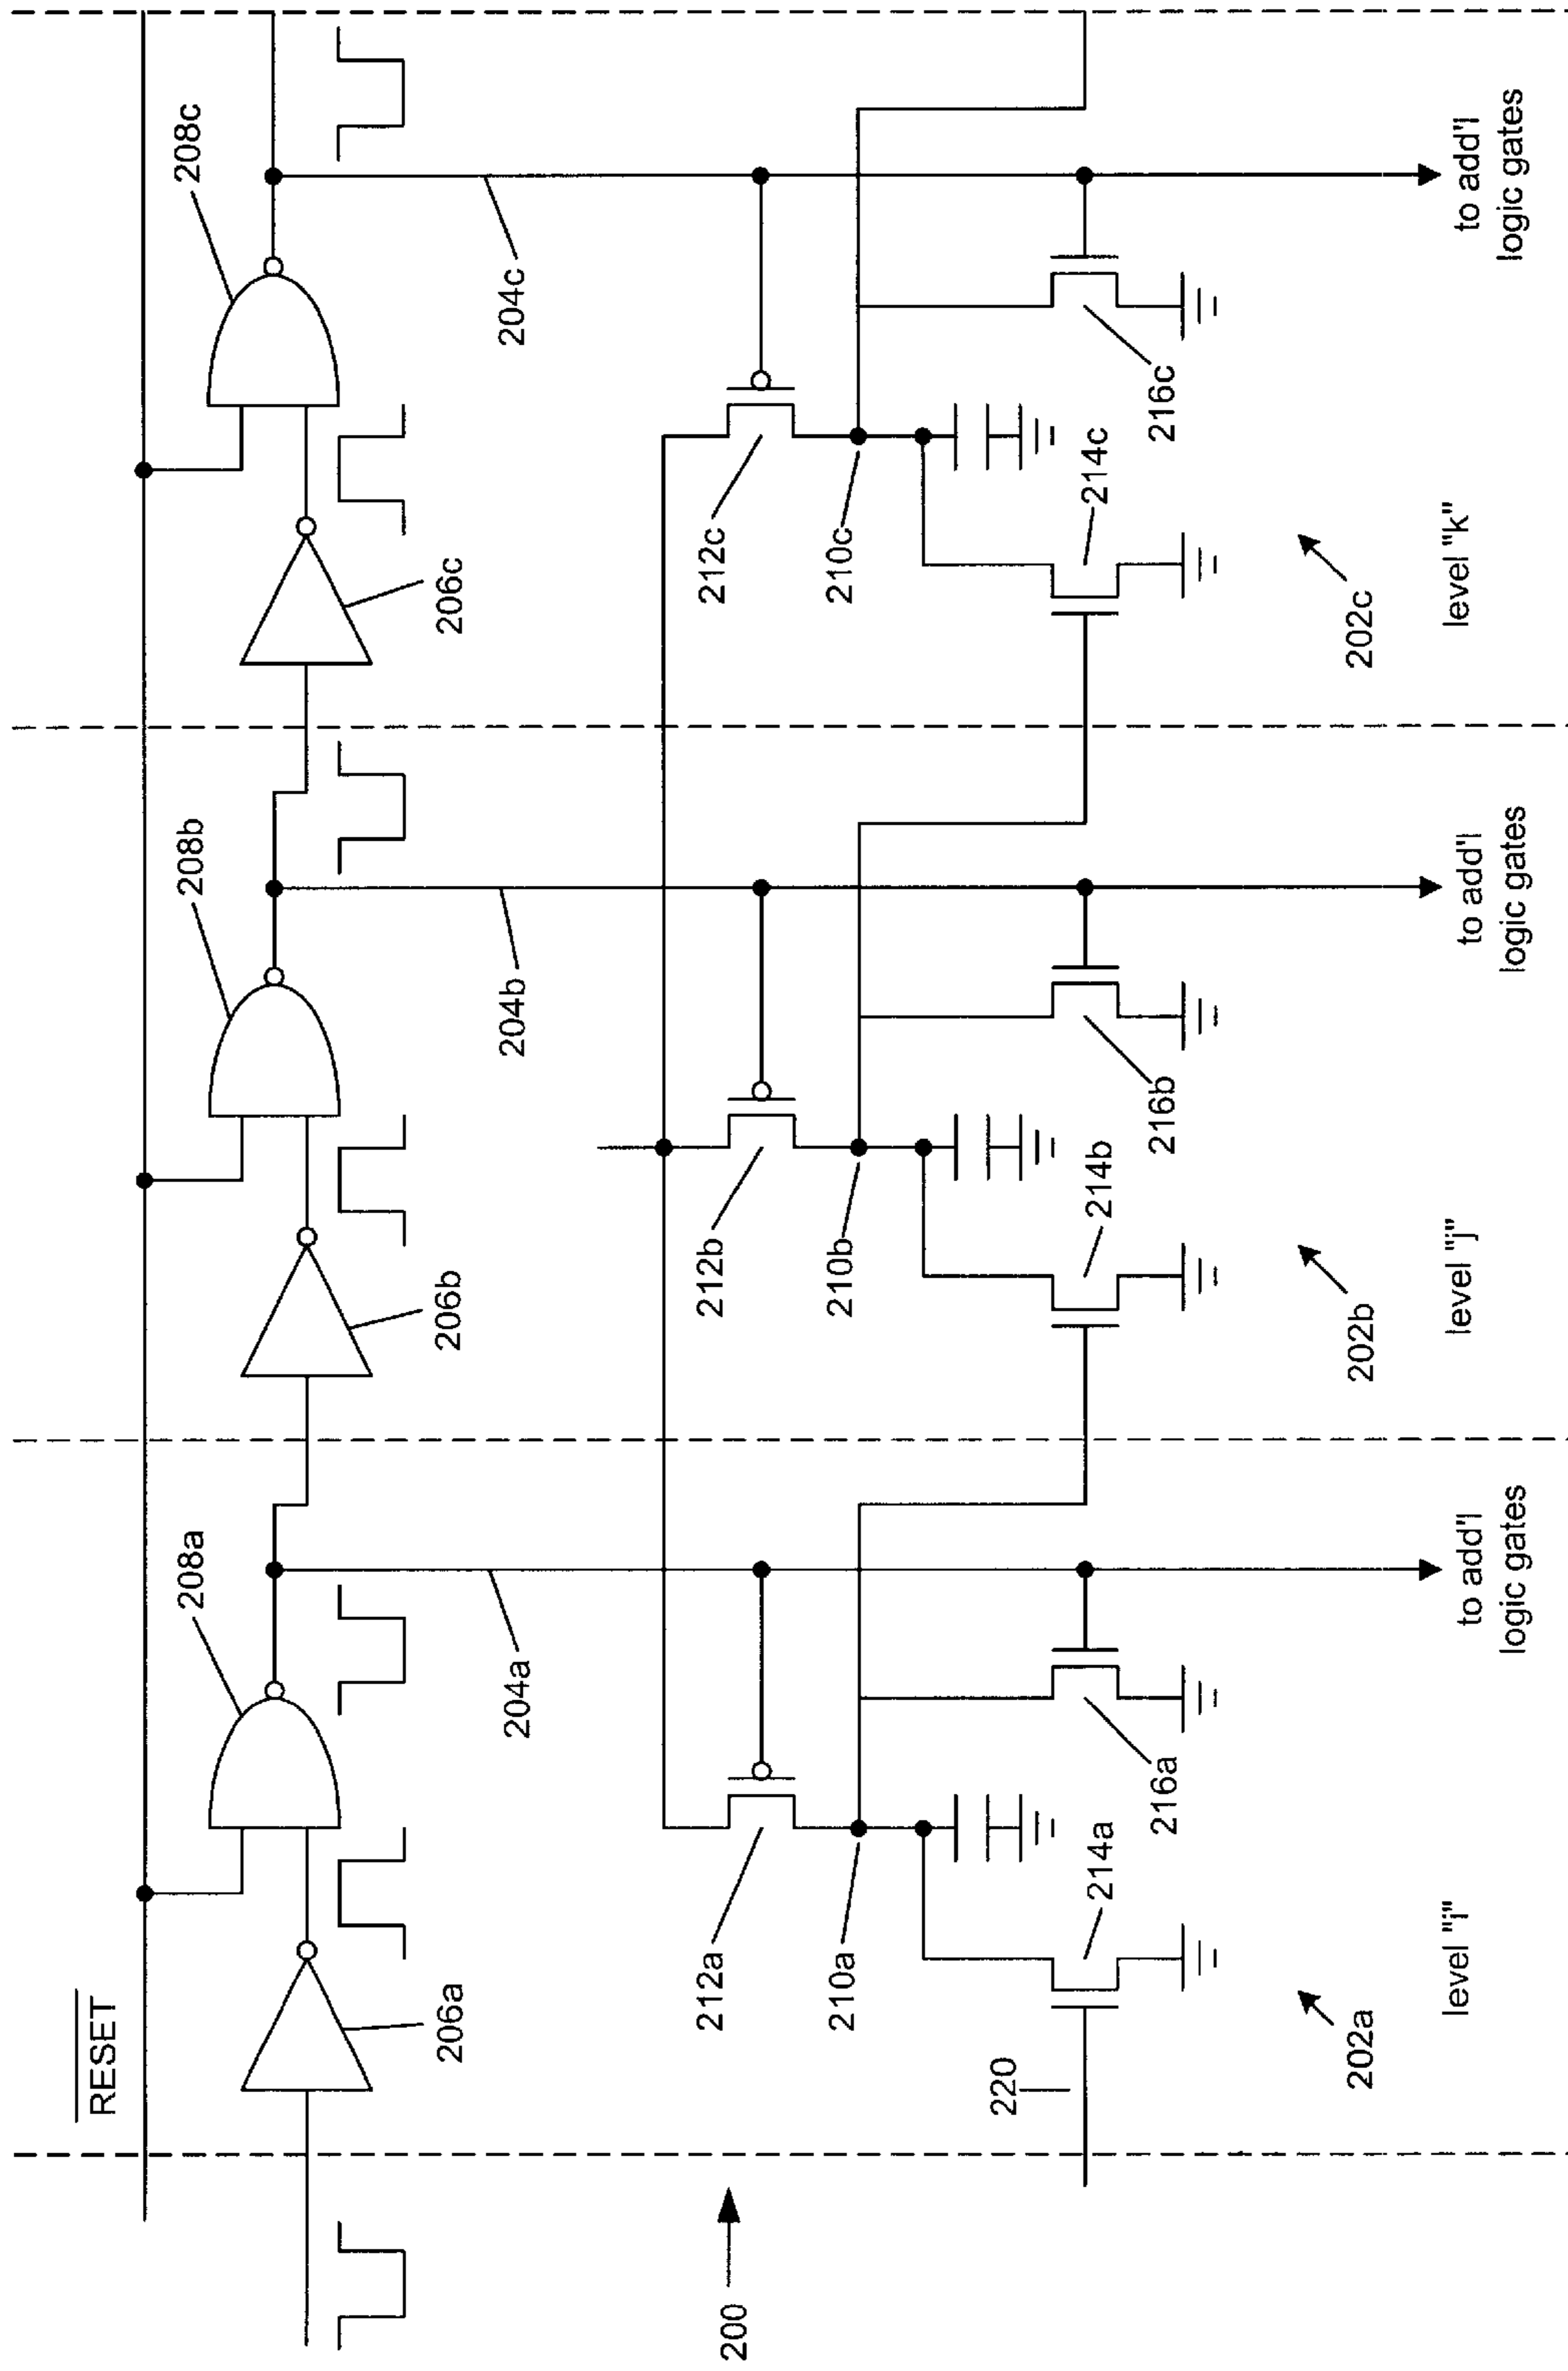 RESET
206a
208a
206b
208b
206c
208c
204a
204b
204c
200
212a
212b
212c
210a
210b
210c
220
214a
216a
214b
216b
214c
216c
202a
202b
202c
level "i"
to add'l
logic gates
level "j"
to add'l
logic gates
level "k"
to add'l
logic gates